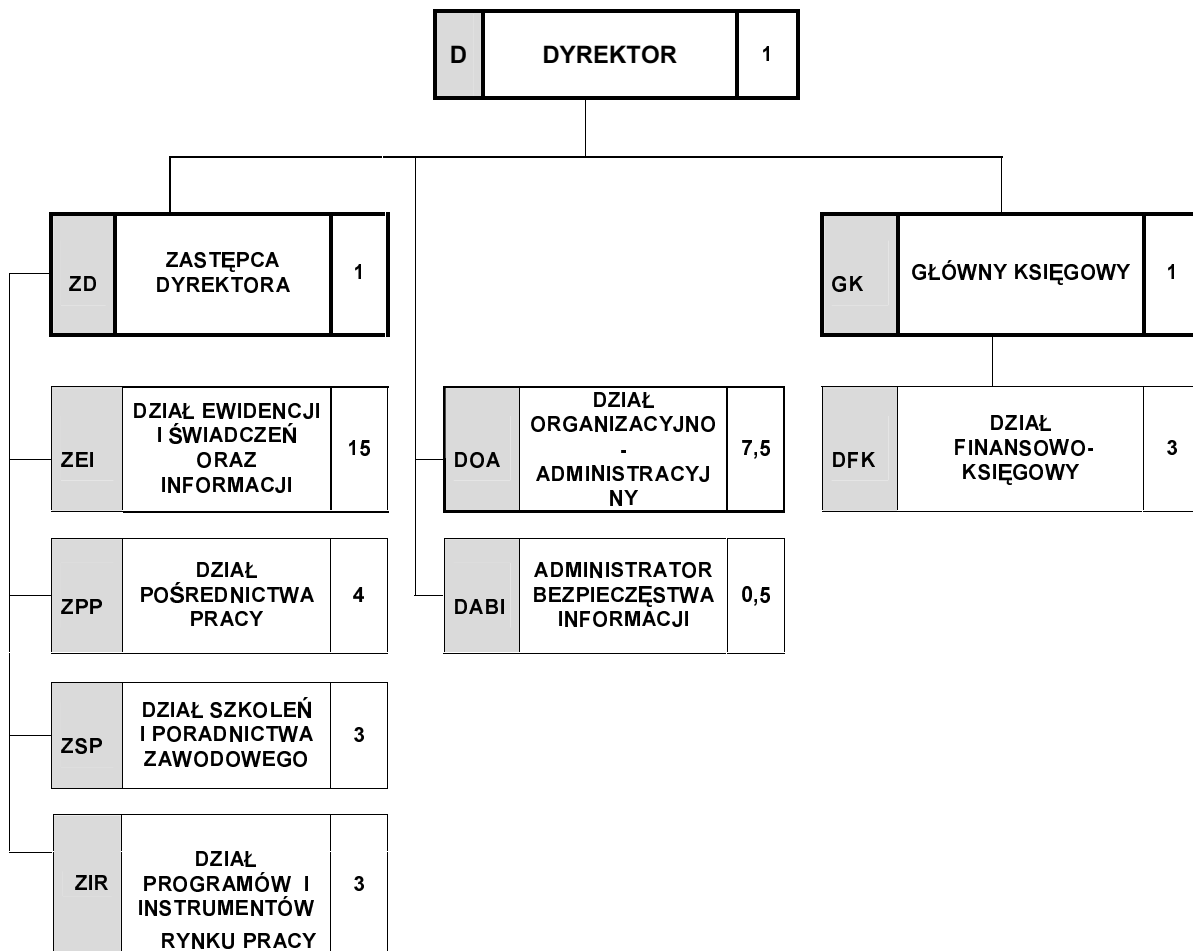 D
DYREKTOR
1
ZD
ZASTĘPCA
DYREKTORA
1
GK
GŁÓWNY KSIĘGOWY
1
ZEI
DZIAŁ EWIDENCJI
I ŚWIADCZEŃ
ORAZ
INFORMACJI
15
DOA
DZIAŁ
ORGANIZACYJNO
-
ADMINISTRACYJ
NY
7,5
DFK
DZIAŁ
FINANSOWO-
KSIĘGOWY
3
ZPP
DZIAŁ
POŚREDNICTWA
PRACY
4
DABI
ADMINISTRATOR
BEZPIECZĘSTWA
INFORMACJI
0,5
ZSP
DZIAŁ SZKOLEŃ
I PORADNICTWA
ZAWODOWEGO
3
ZIR
DZIAŁ
PROGRAMÓW I
INSTRUMENTÓW
RYNKU PRACY
3